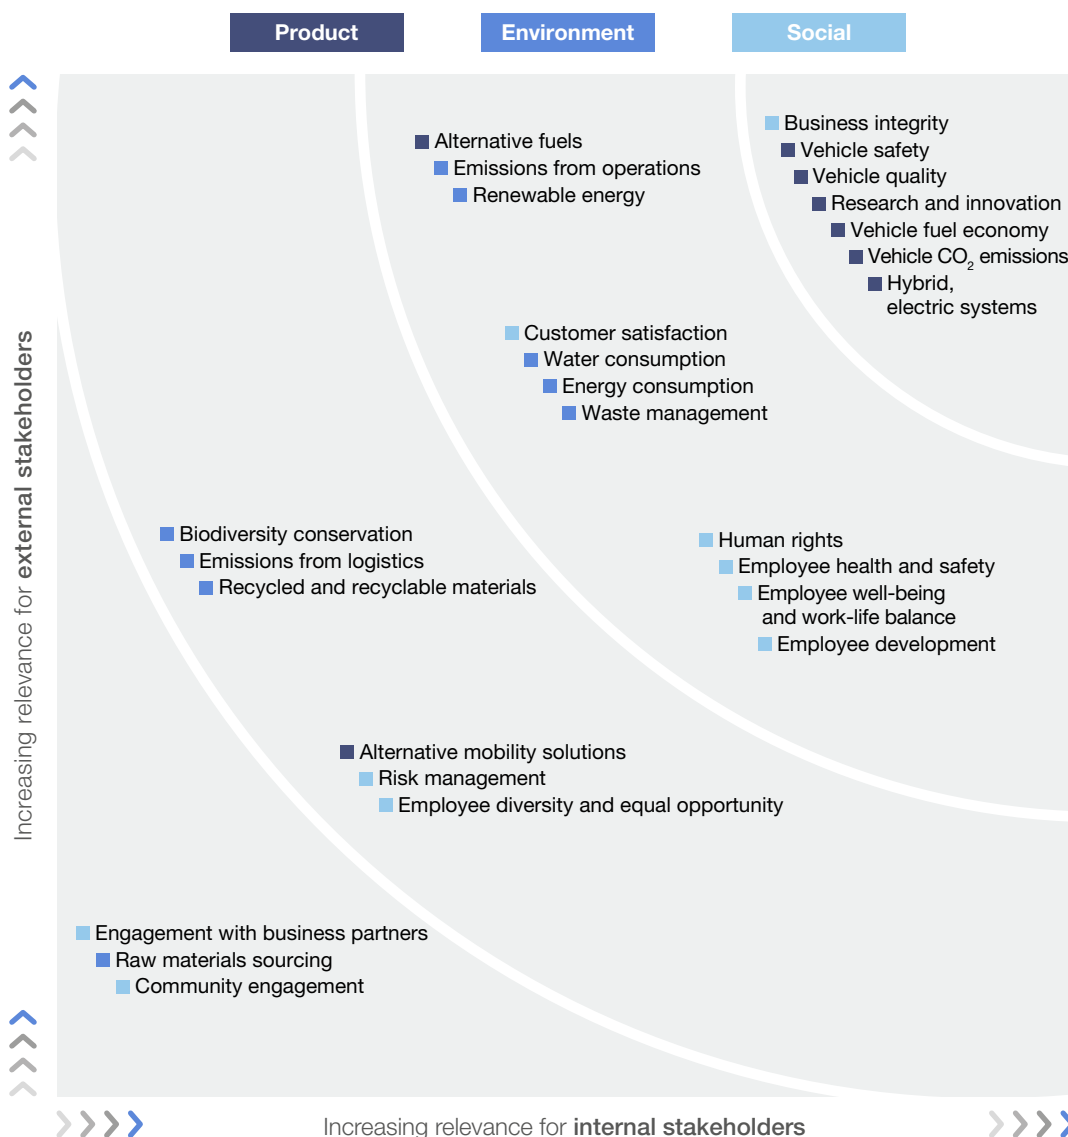 Product
Environment
Social
Alternative fuels
Emissions from operations
Renewable energy
Business integrity
Vehicle safety
Vehicle quality
Research and innovation
Vehicle fuel economy
Vehicle CO2 emissions
Hybrid,
electric systems
Customer satisfaction
Water consumption
Energy consumption
Waste management
Biodiversity conservation
Emissions from logistics
Recycled and recyclable materials
Human rights
Employee health and safety
Employee well-being
and work-life balance
Employee development
Alternative mobility solutions
Risk management
Employee diversity and equal opportunity
Engagement with business partners
Raw materials sourcing
Community engagement
Increasing relevance for external stakeholders
Increasing relevance for internal stakeholders